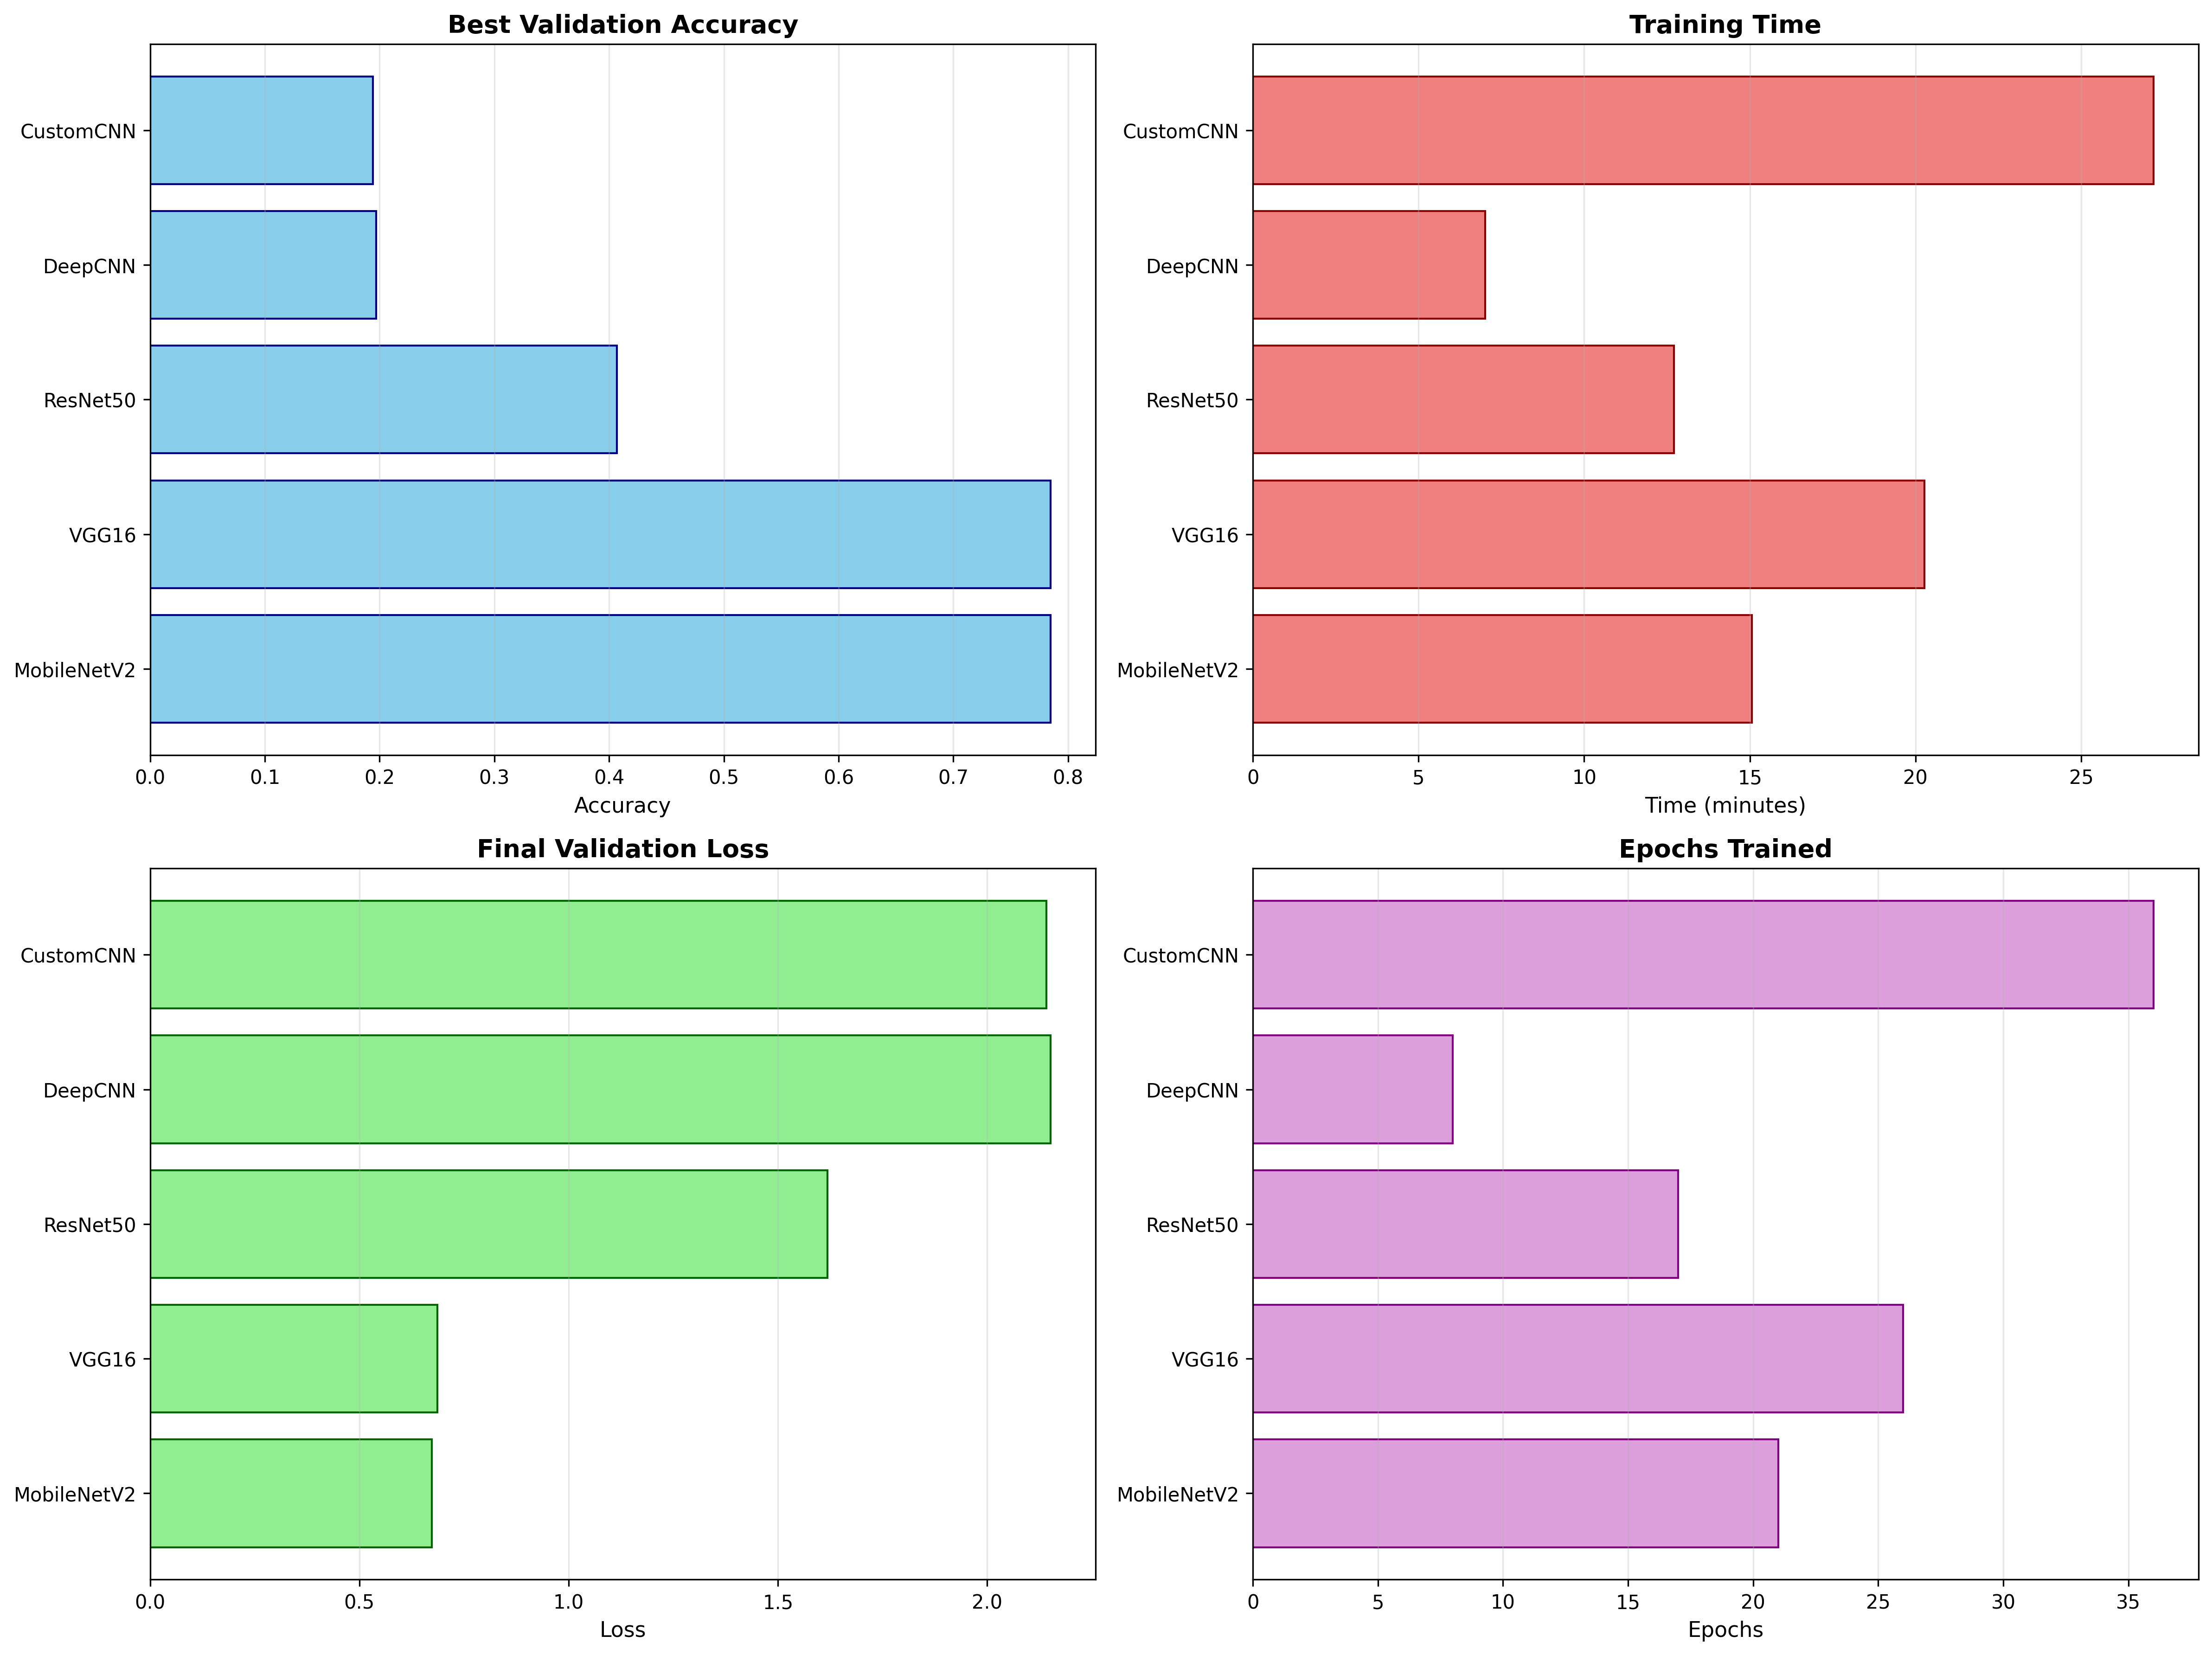 Best Validation Accuracy
CustomCNN
DeepCNN
ResNet50
VGG16
MobileNetV2
0.0 0.1 0.2 0.3 0.4 0.5 0.6 0.7 0.8
Accuracy
Training Time
CustomCNN
DeepCNN
ResNet50
VGG16
MobileNetV2
0 5 10 15 20 25
Time (minutes)
Final Validation Loss
CustomCNN
DeepCNN
ResNet50
VGG16
MobileNetV2
0.0 0.5 1.0 1.5 2.0
Loss
Epochs Trained
CustomCNN
DeepCNN
ResNet50
VGG16
MobileNetV2
0 5 10 15 20 25 30 35
Epochs